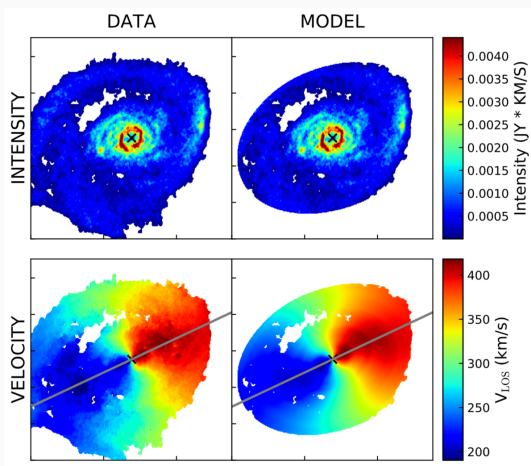 DATA
MODEL
INTENSITY
0.0040
0.0035
0.0030
0.0025
0.0020
0.0015
0.0010
0.0005
Intensity (JY * KM/S)
VELOCITY
400
350
300
250
200
V_LOS (km/s)